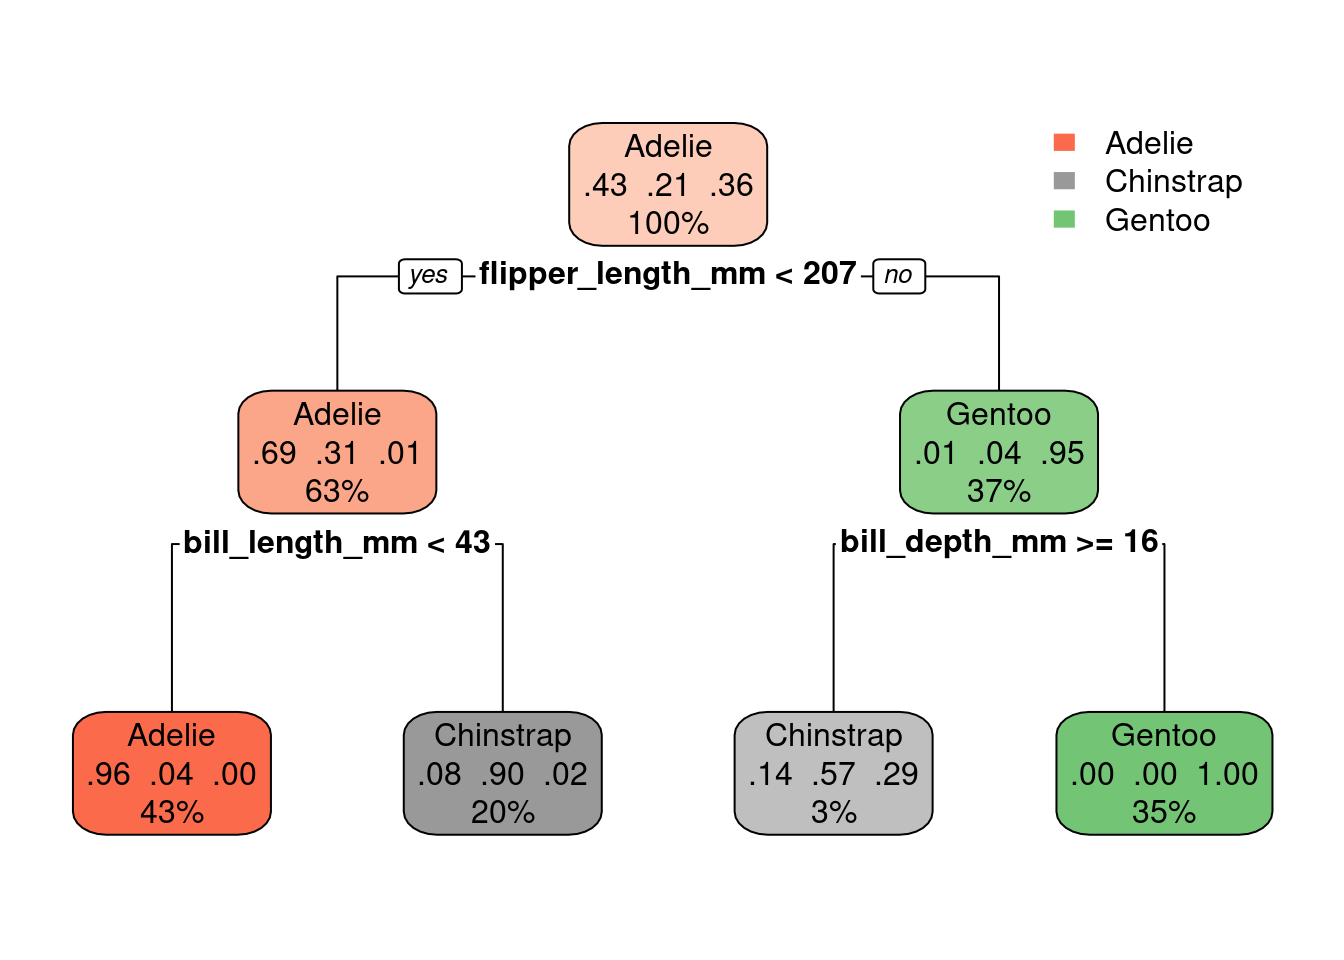 Adelie
.43 .21 .36
100%
Adelie
Chinstrap
Gentoo
yes flipper_length_mm < 207 no
Adelie
.69 .31 .01
63%
Gentoo
.01 .04 .95
37%
bill_length_mm < 43
bill_depth_mm >= 16
Adelie
.96 .04 .00
43%
Chinstrap
.08 .90 .02
20%
Chinstrap
.14 .57 .29
3%
Gentoo
.00 .00 1.00
35%